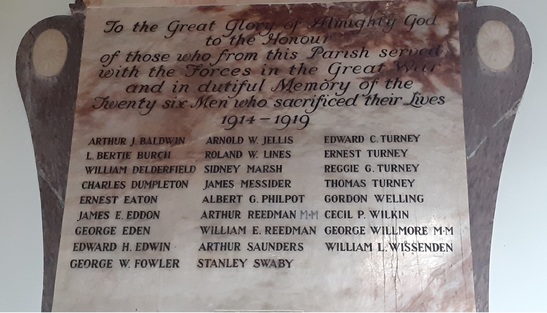 To the Great Glory of Almighty God
to the Honour
of those who from this Parish served
with the Forces in the Great War
and in dutiful Memory of the
Twenty six Men who sacrificed their Lives
1914-1919
ARTHUR J. BALDWIN ARNOLD W. JELLIS EDWARD C. TURNEY
L. BERTIE BURCH ROLAND W. LINES ERNEST TURNEY
WILLIAM DELDERFIELD SIDNEY MARSH REGGIE G. TURNEY
CHARLES DUMPLETON JAMES MESSIDER THOMAS TURNEY
ERNEST EATON ALBERT G. PHILPOT GORDON WELLING
JAMES E. EDDON ARTHUR REEDMAN M·M CECIL P. WILKIN
GEORGE EDEN WILLIAM E. REEDMAN GEORGE WILLMORE M·M
EDWARD H. EDWIN ARTHUR SAUNDERS WILLIAM L. WISSENDEN
GEORGE W. FOWLER STANLEY SWABY